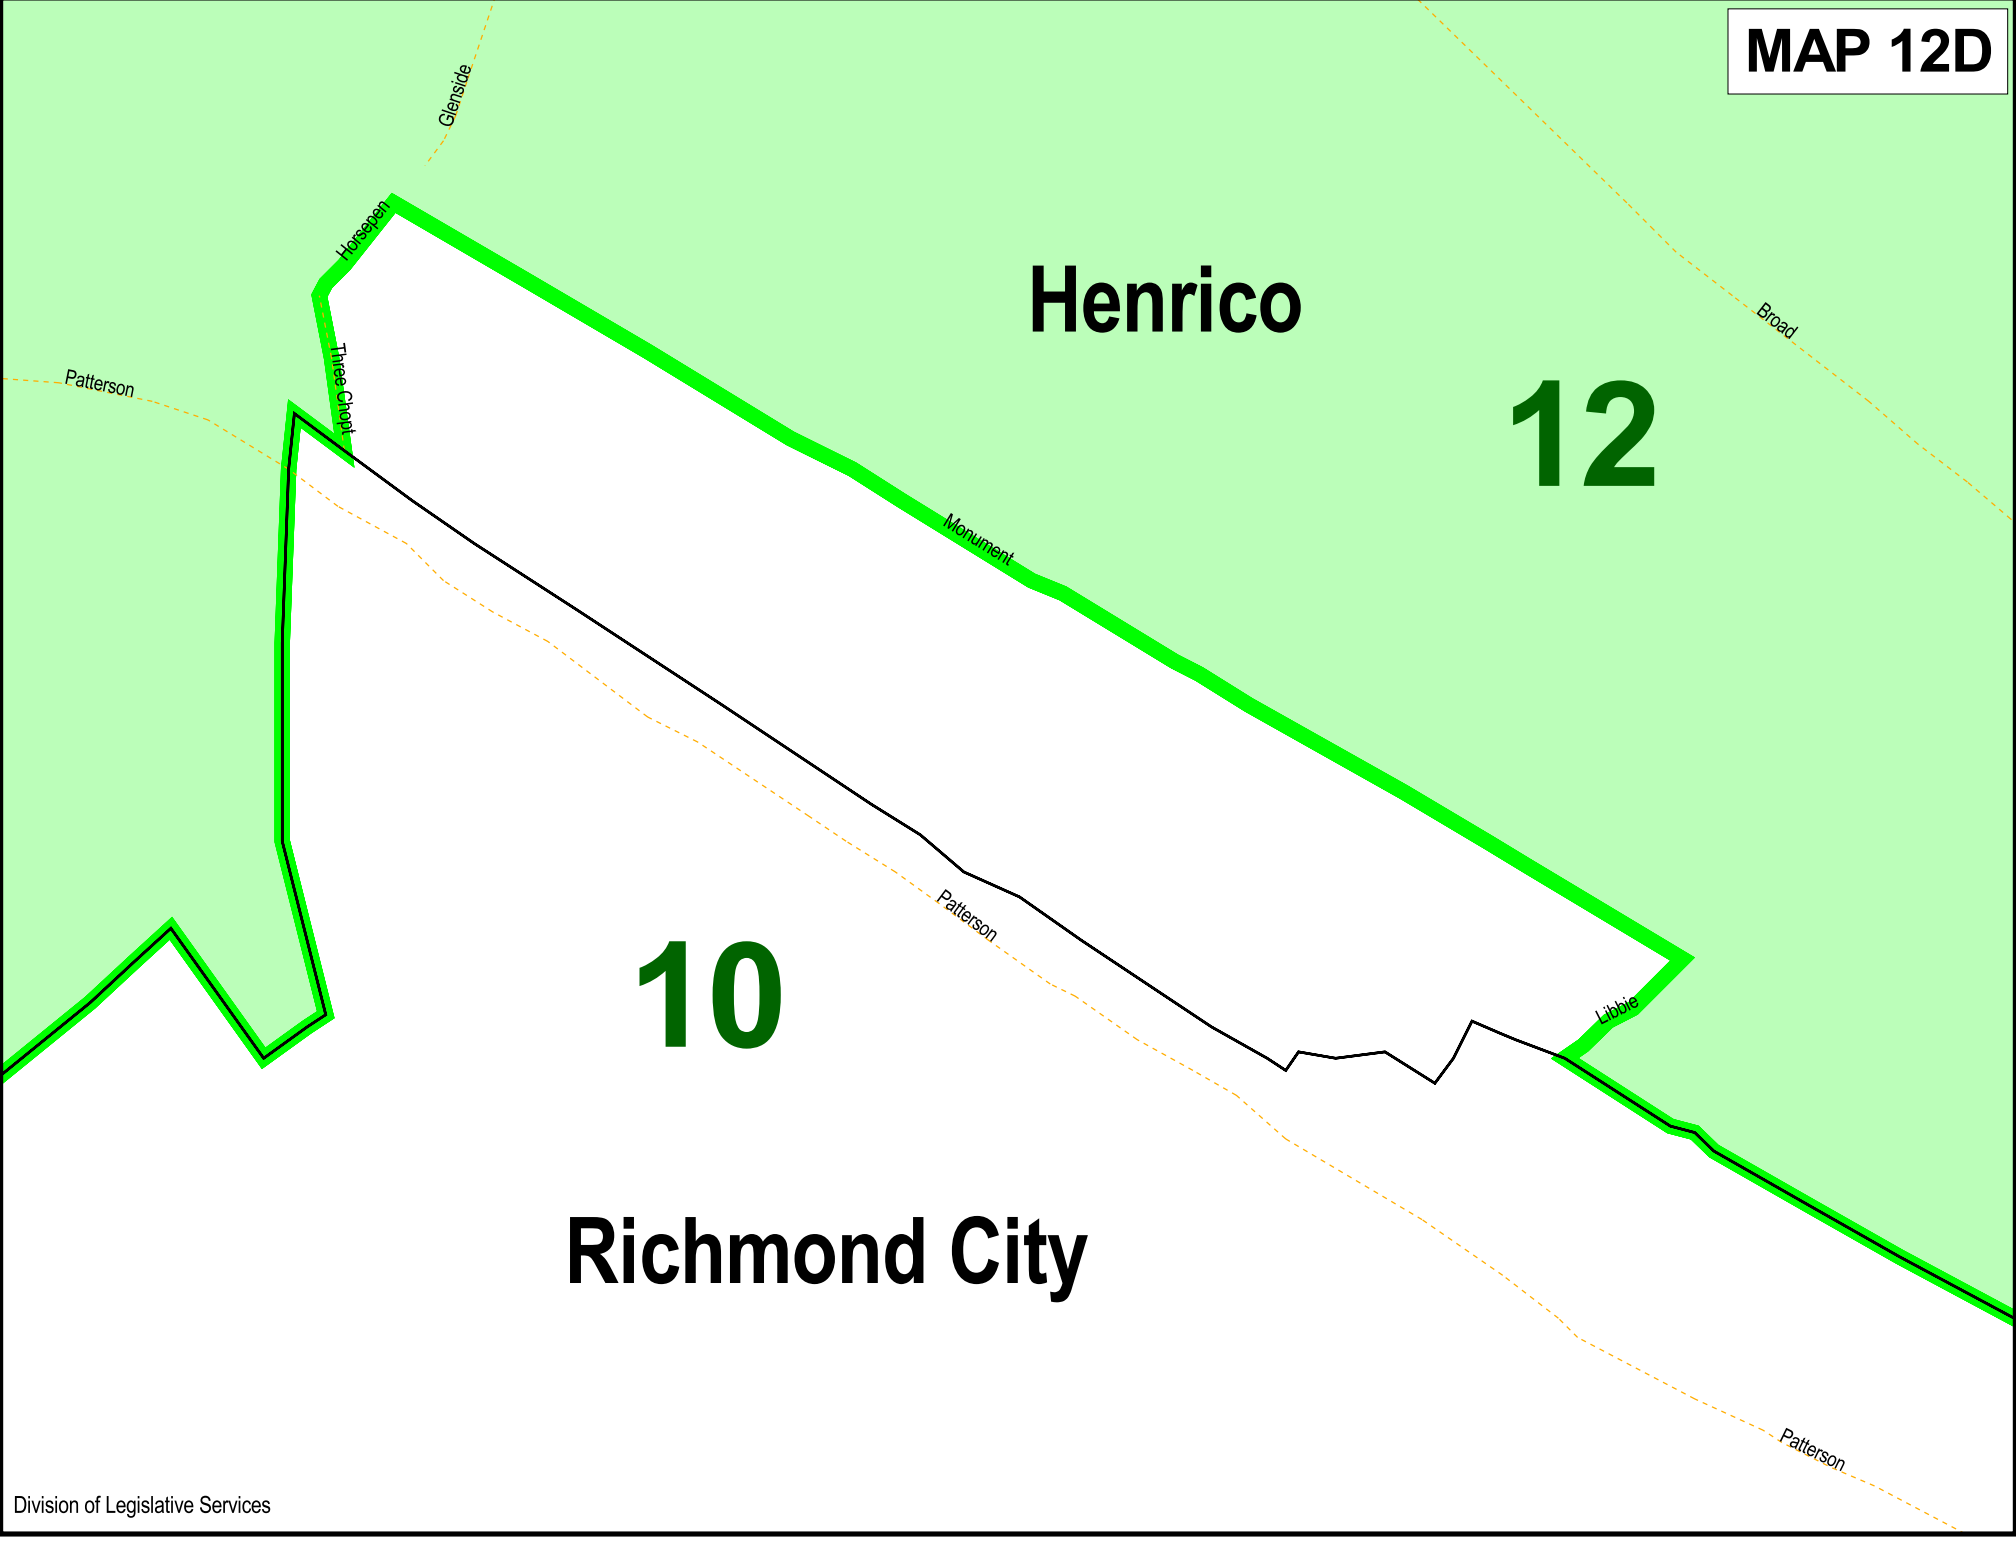 MAP 12D
Glenside
Horsepen
Henrico
Broad
Three Chopt
Patterson
12
Monument
Patterson
10
Libbie
Richmond City
Patterson
Division of Legislative Services